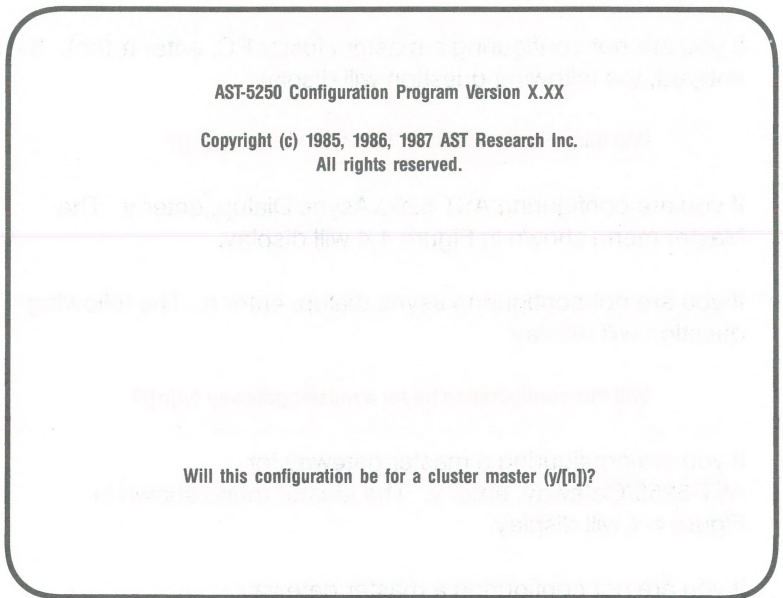 AST-5250 Configuration Program Version X.XX
Copyright (c) 1985, 1986, 1987 AST Research Inc.
All rights reserved.
Will this configuration be for a cluster master (y/[n])?